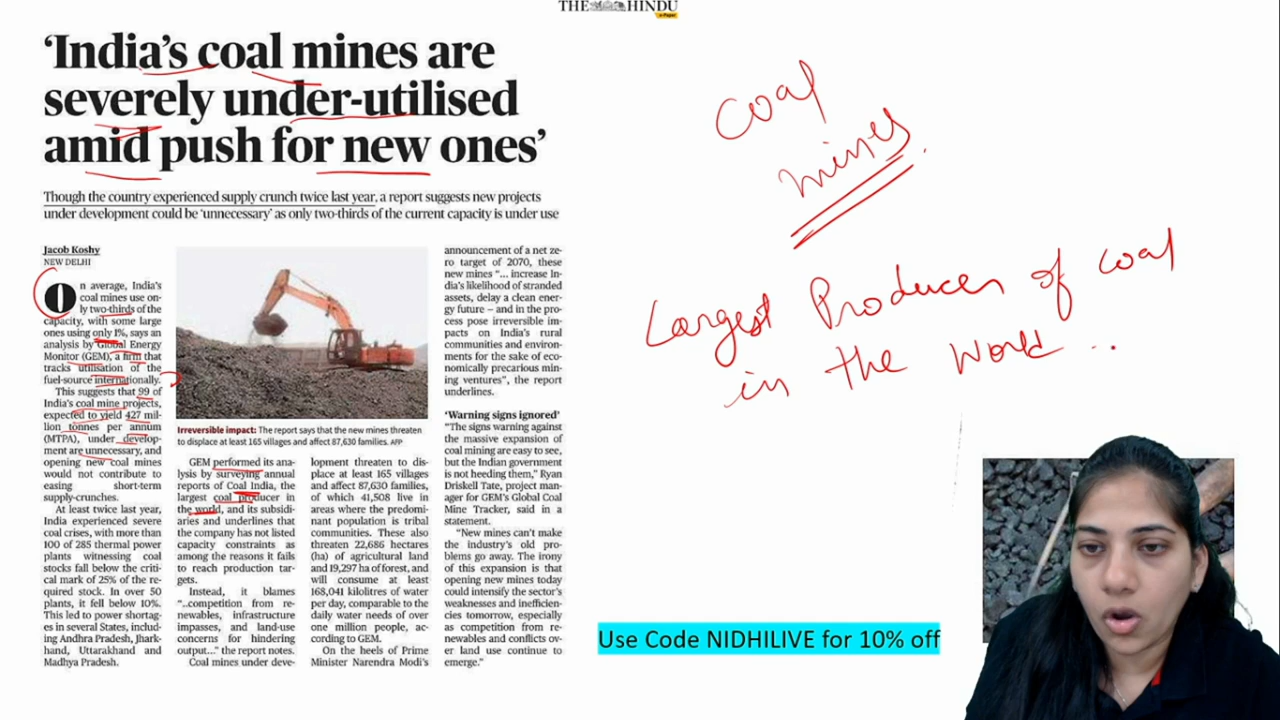 THE HINDU
e-Paper
‘India’s coal mines are
severely under-utilised
amid push for new ones’
Though the country experienced supply crunch twice last year, a report suggests new projects
under development could be ‘unnecessary’ as only two-thirds of the current capacity is under use
Jacob Koshy
NEW DELHI
On average, India’s
coal mines use on-
ly two-thirds of the
capacity, with some large
ones using only 1%, says an
analysis by Global Energy
Monitor (GEM), a firm that
tracks utilisation of the
fuel-source internationally.
This suggests that 99 of
India’s coal mine projects,
expected to yield 427 mil-
lion tonnes per annum
(MTPA), under develop-
ment are unnecessary, and
opening new coal mines
would not contribute to
easing short-term
supply-crunches.
At least twice last year,
India experienced severe
coal crises, with more than
100 of 285 thermal power
plants witnessing coal
stocks fall below the criti-
cal mark of 25% of the re-
quired stock. In over 50
plants, it fell below 10%.
This led to power shortag-
es in several States, includ-
ing Andhra Pradesh, Jhark-
hand, Uttarakhand and
Madhya Pradesh.
Irreversible impact: The report says that the new mines threaten
to displace at least 165 villages and affect 87,630 families. AFP
GEM performed its ana-
lysis by surveying annual
reports of Coal India, the
largest coal producer in
the world, and its subsidi-
aries and underlines that
the company has not listed
capacity constraints as
among the reasons it fails
to reach production tar-
gets.
Instead, it blames
“..competition from re-
newables, infrastructure
impasses, and land-use
concerns for hindering
output...” the report notes.
Coal mines under deve-
lopment threaten to dis-
place at least 165 villages
and affect 87,630 families,
of which 41,508 live in
areas where the predomi-
nant population is tribal
communities. These also
threaten 22,686 hectares
(ha) of agricultural land
and 19,297 ha of forest, and
will consume at least
168,041 kilolitres of water
per day, comparable to the
daily water needs of over
one million people, ac-
cording to GEM.
On the heels of Prime
Minister Narendra Modi’s
announcement of a net ze-
ro target of 2070, these
new mines “... increase In-
dia’s likelihood of stranded
assets, delay a clean ener-
gy future – and in the pro-
cess pose irreversible im-
pacts on India’s rural
communities and environ-
ments for the sake of eco-
nomically precarious min-
ing ventures”, the report
underlines.
‘Warning signs ignored’
“The signs warning against
the massive expansion of
coal mining are easy to see,
but the Indian government
is not heeding them,” Ryan
Driskell Tate, project man-
ager for GEM’s Global Coal
Mine Tracker, said in a
statement.
“New mines can’t make
the industry’s old pro-
blems go away. The irony
of this expansion is that
opening new mines today
could intensify the sector’s
weaknesses and inefficien-
cies tomorrow, especially
as competition from re-
newables and conflicts ov-
er land use continue to
emerge.”
Coal
mines
Largest Producer of coal
in the World ..
Use Code NIDHILIVE for 10% off